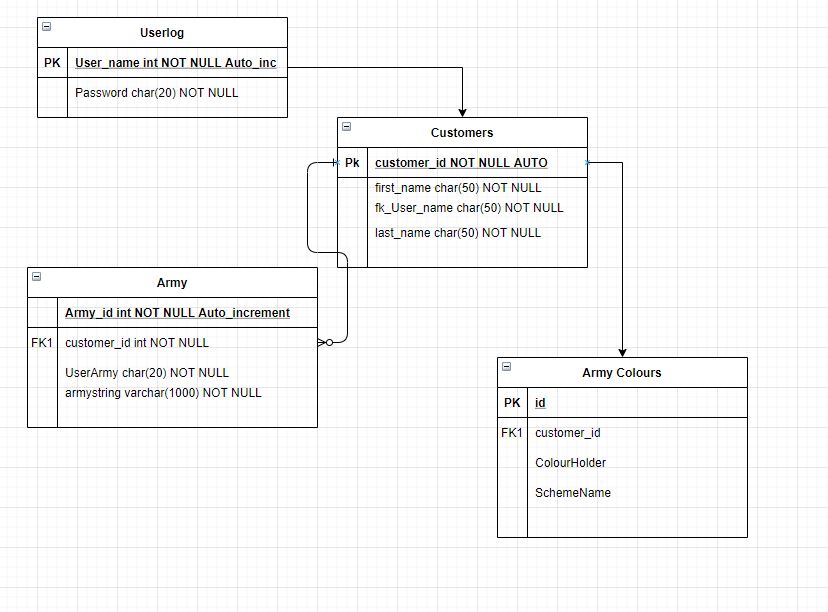 Userlog
PK User_name int NOT NULL Auto_inc
Password char(20) NOT NULL
Customers
Pk customer_id NOT NULL AUTO
first_name char(50) NOT NULL
fk_User_name char(50) NOT NULL
last_name char(50) NOT NULL
Army
Army_id int NOT NULL Auto_increment
FK1 customer_id int NOT NULL
UserArmy char(20) NOT NULL
armystring varchar(1000) NOT NULL
Army Colours
PK id
FK1 customer_id
ColourHolder
SchemeName